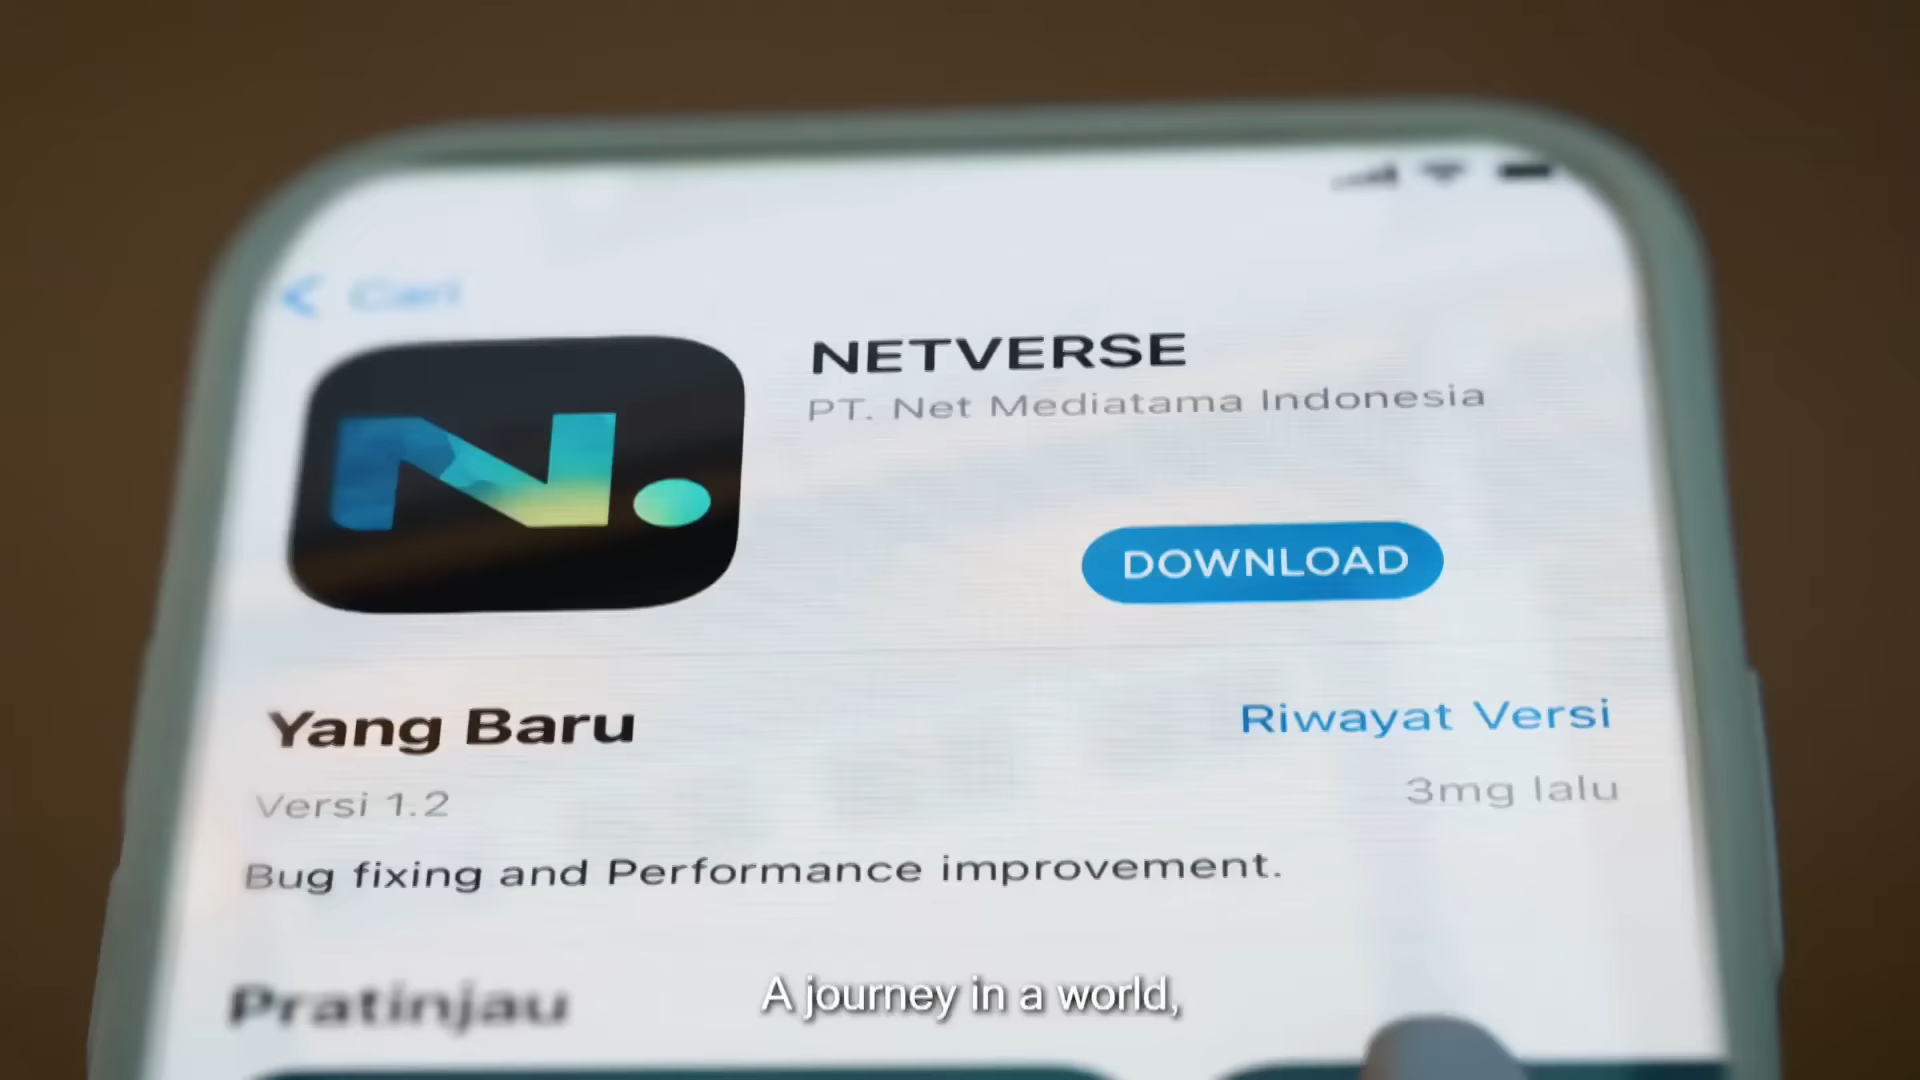 Cari
N.
NETVERSE
PT. Net Mediatama Indonesia
DOWNLOAD
Yang Baru
Riwayat Versi
Versi 1.2
3mg lalu
Bug fixing and Performance improvement.
Pratinjau
A journey in a world,